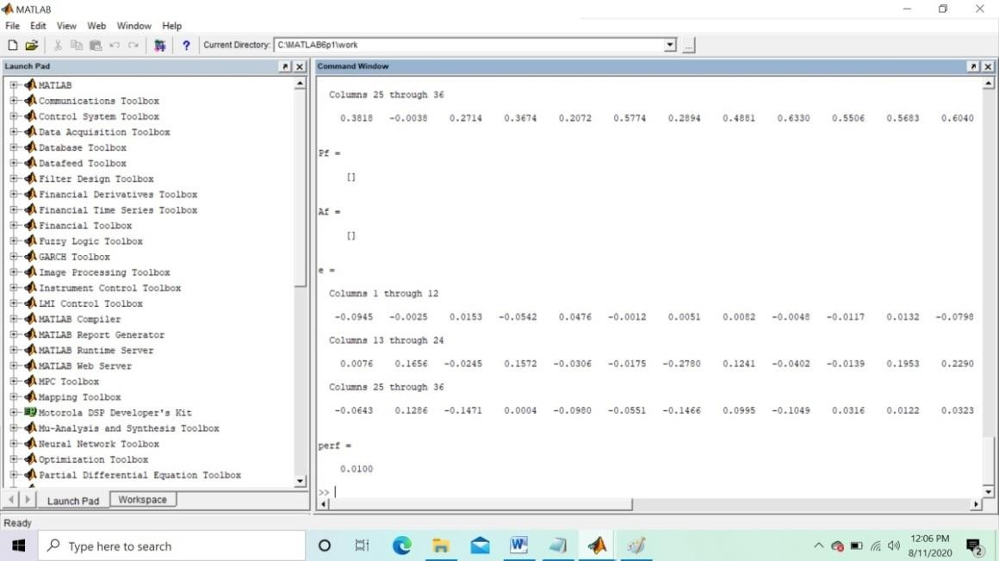 MATLAB
File Edit View Web Window Help
Current Directory: C:\MATLAB6p1\work ...
Launch Pad
MATLAB
Communications Toolbox
Control System Toolbox
Data Acquisition Toolbox
Database Toolbox
Datafeed Toolbox
Filter Design Toolbox
Financial Derivatives Toolbox
Financial Time Series Toolbox
Financial Toolbox
Fuzzy Logic Toolbox
GARCH Toolbox
Image Processing Toolbox
Instrument Control Toolbox
LMI Control Toolbox
MATLAB Compiler
MATLAB Report Generator
MATLAB Runtime Server
MATLAB Web Server
MPC Toolbox
Mapping Toolbox
Motorola DSP Developer's Kit
Mu-Analysis and Synthesis Toolbox
Neural Network Toolbox
Optimization Toolbox
Partial Differential Equation Toolbox
Launch Pad Workspace
Command Window
Columns 25 through 36
0.3818 -0.0038 0.2714 0.3674 0.2072 0.5774 0.2894 0.4881 0.6330 0.5506 0.5683 0.6040
Pf =
[]
Af =
[]
e =
Columns 1 through 12
-0.0945 -0.0025 0.0153 -0.0542 0.0476 -0.0012 0.0051 0.0082 -0.0048 -0.0117 0.0132 -0.0798
Columns 13 through 24
0.0076 0.1656 -0.0245 0.1572 -0.0306 -0.0175 -0.2780 0.1241 -0.0402 -0.0139 0.1953 0.2290
Columns 25 through 36
-0.0643 0.1286 -0.1471 0.0004 -0.0980 -0.0551 -0.1466 0.0995 -0.1049 0.0316 0.0122 0.0323
perf =
0.0100
>>
Ready
Type here to search
12:06 PM
8/11/2020
2